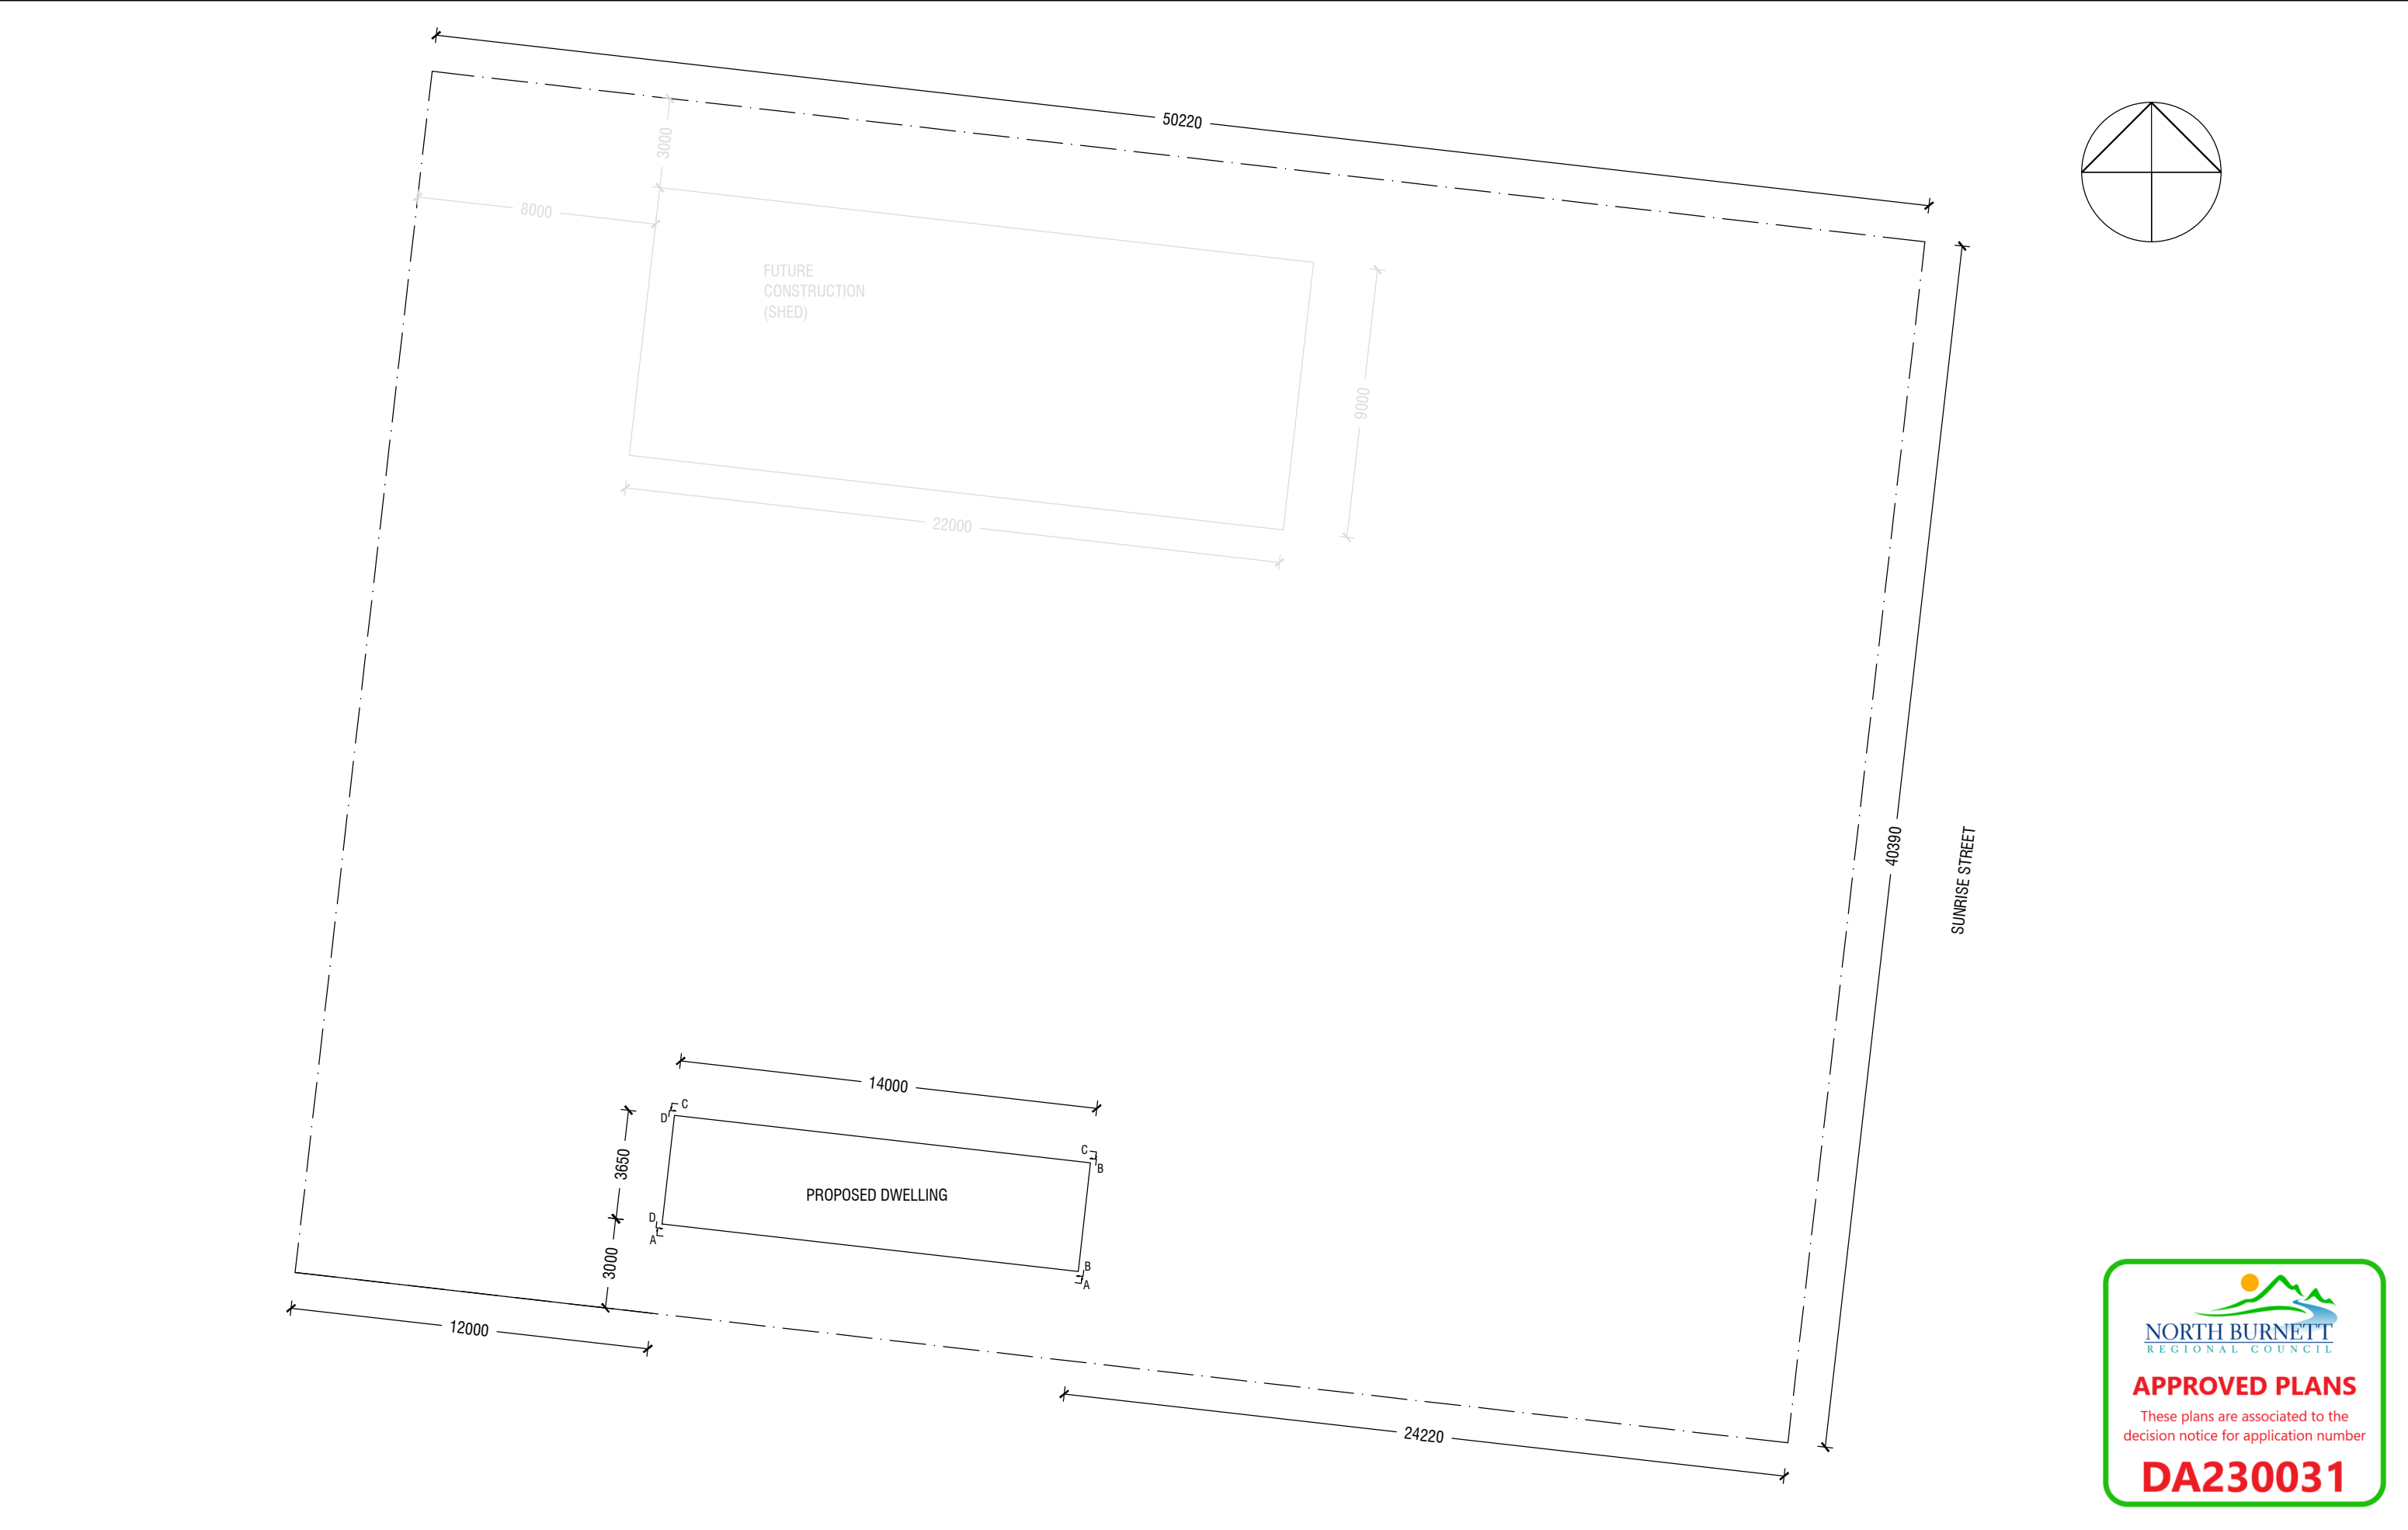 50220
3000
8000
FUTURE
CONSTRUCTION
(SHED)
9000
22000
40390
SUNRISE STREET
14000
C
D
C
B
3650
PROPOSED DWELLING
D
A
3000
B
A
12000
24220
NORTH BURNETT
REGIONAL COUNCIL
APPROVED PLANS
These plans are associated to the
decision notice for application number
DA230031